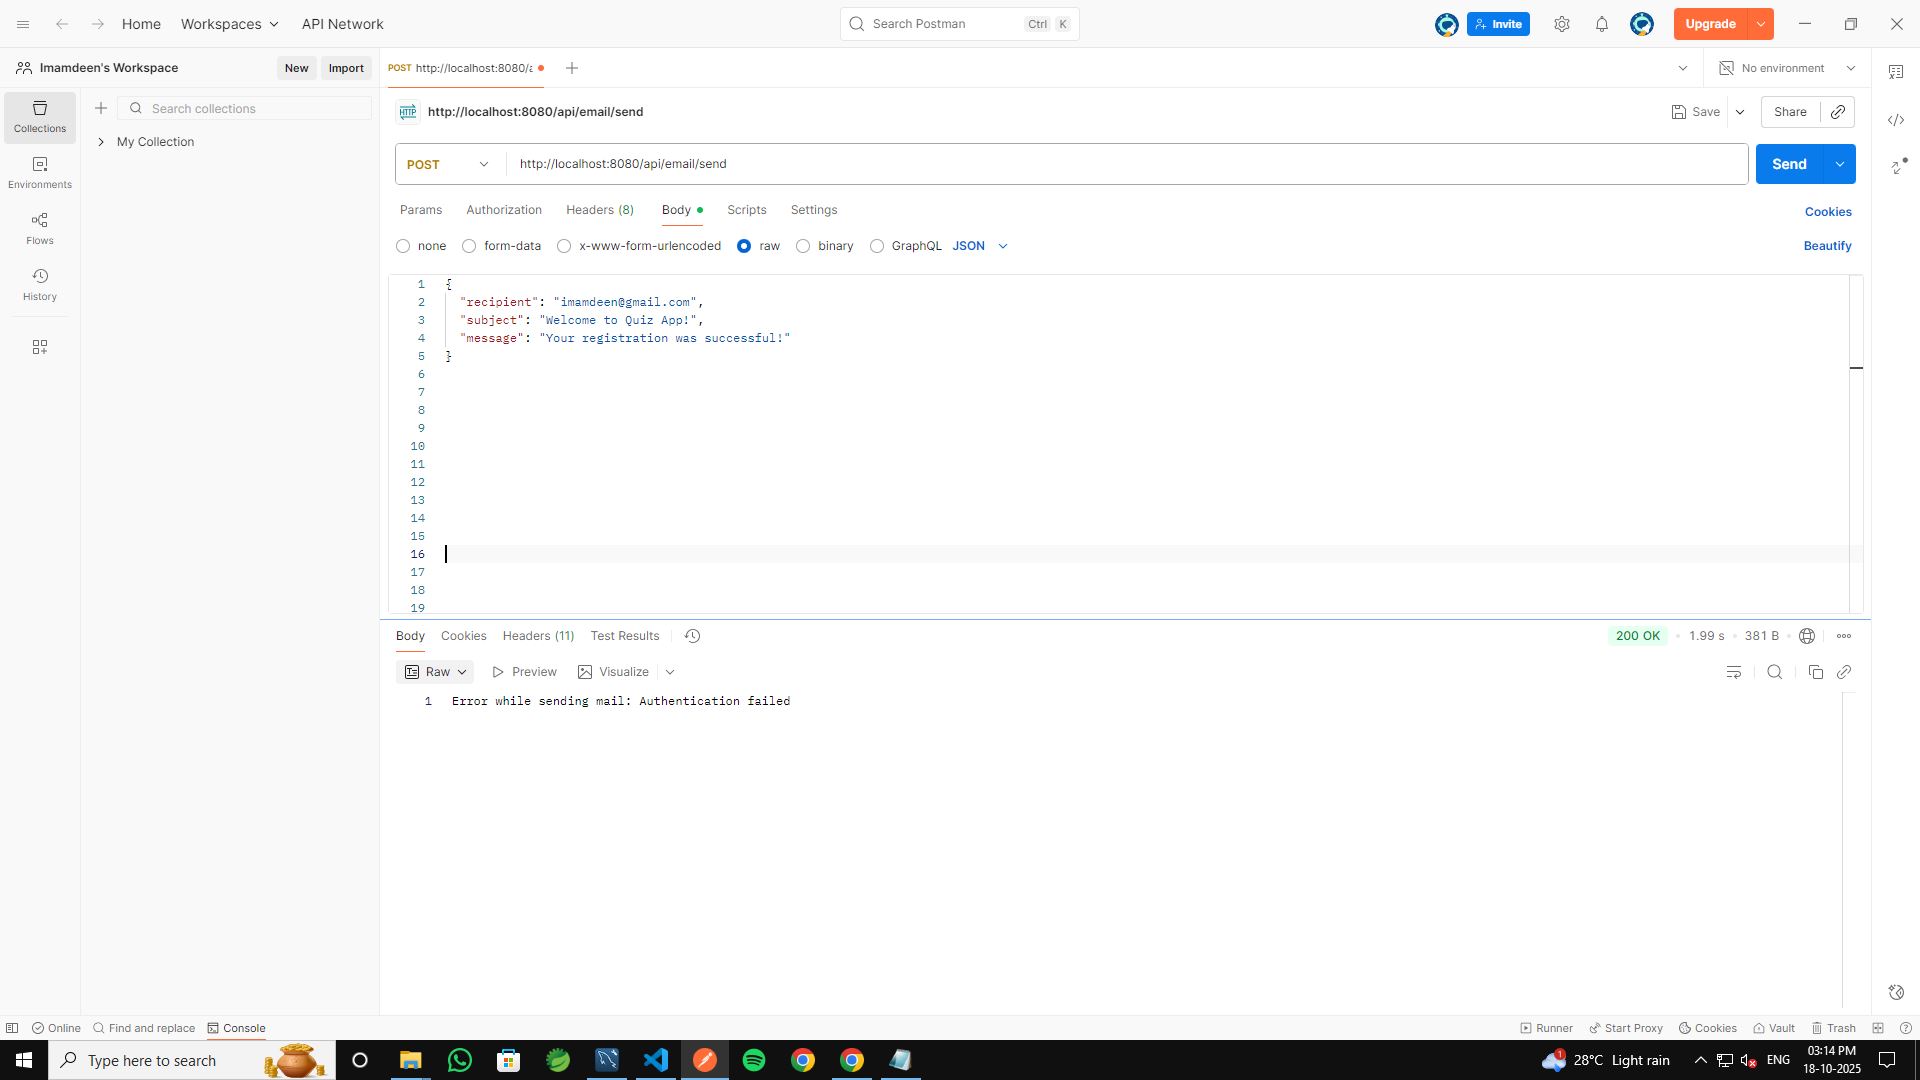 Home Workspaces API Network
Search Postman Ctrl K
Invite
Upgrade
Imamdeen's Workspace New Import
POST http://localhost:8080/a
No environment
Collections
Environments
Flows
History
Search collections
My Collection
HTTP http://localhost:8080/api/email/send
Save Share
POST http://localhost:8080/api/email/send Send
Params Authorization Headers (8) Body Scripts Settings Cookies
none form-data x-www-form-urlencoded raw binary GraphQL JSON Beautify
1 {
2 "recipient": "imamdeen@gmail.com",
3 "subject": "Welcome to Quiz App!",
4 "message": "Your registration was successful!"
5 }
6
7
8
9
10
11
12
13
14
15
16
17
18
19
Body Cookies Headers (11) Test Results 200 OK • 1.99 s • 381 B •
Raw Preview Visualize
1 Error while sending mail: Authentication failed
Online Find and replace Console Runner Start Proxy Cookies Vault Trash
Type here to search
1 28°C Light rain ENG
03:14 PM
18-10-2025